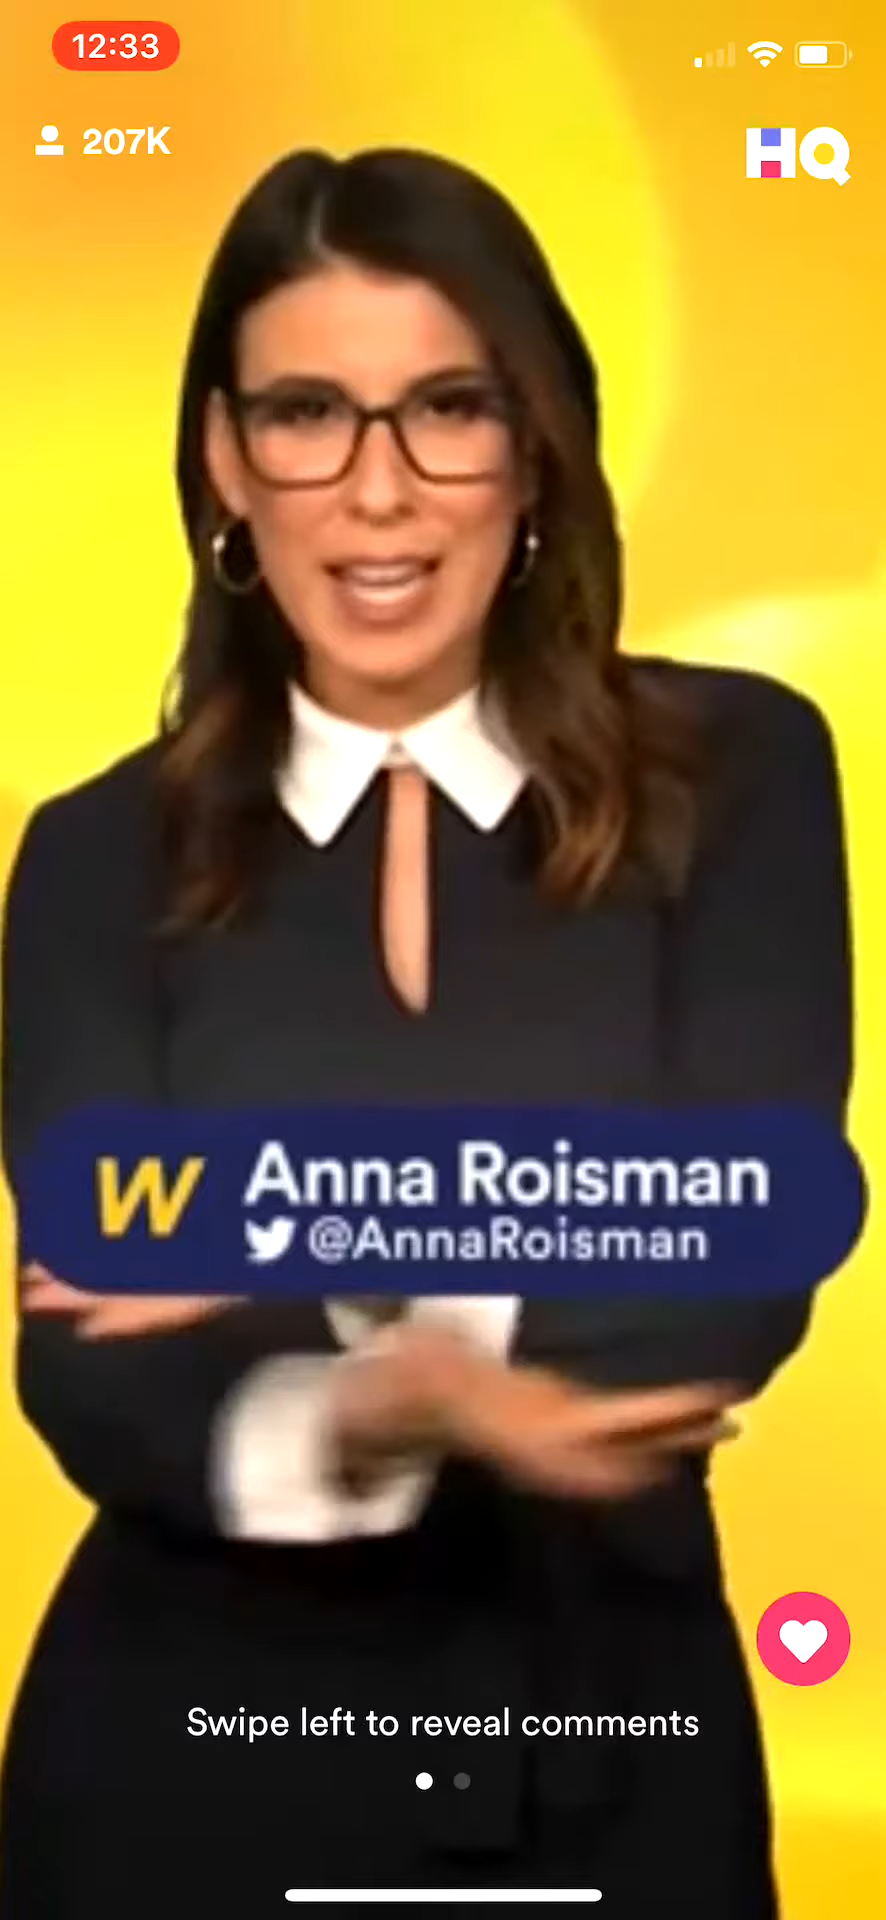 12:33
207K
HQ
W
Anna Roisman
@AnnaRoisman
Swipe left to reveal comments